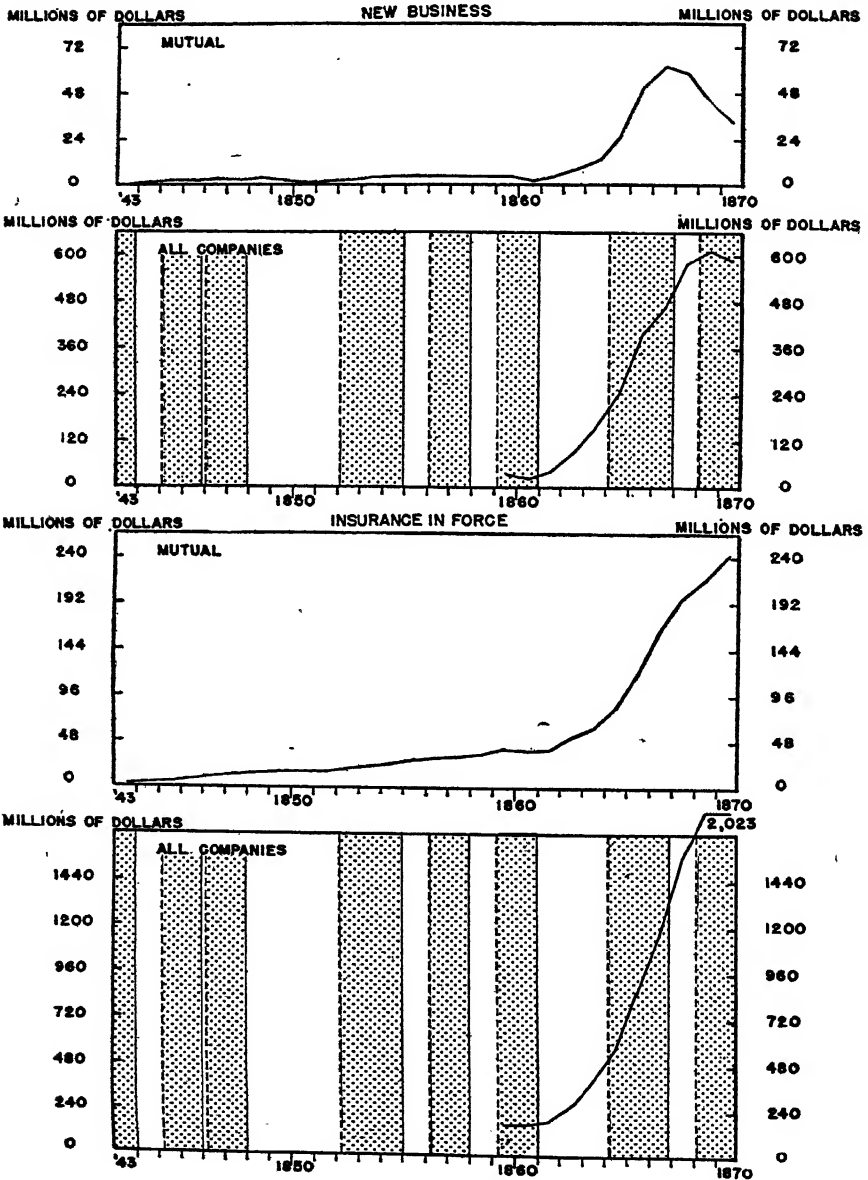 MILLIONS OF DOLLARS NEW BUSINESS MILLIONS OF DOLLARS
MUTUAL
72 72
48 48
24 24
0 0
'43 1850 1860 1870
MILLIONS OF DOLLARS MILLIONS OF DOLLARS
ALL COMPANIES
600 600
480 480
360 360
240 240
120 120
0 0
'43 1850 1860 1870
MILLIONS OF DOLLARS INSURANCE IN FORCE MILLIONS OF DOLLARS
MUTUAL
240 240
192 192
144 144
96 96
48 48
0 0
'43 1850 1860 1870
MILLIONS OF DOLLARS
2,023
ALL COMPANIES
1440 1440
1200 1200
960 960
720 720
480 480
240 240
0 0
'43 1850 1860 1870